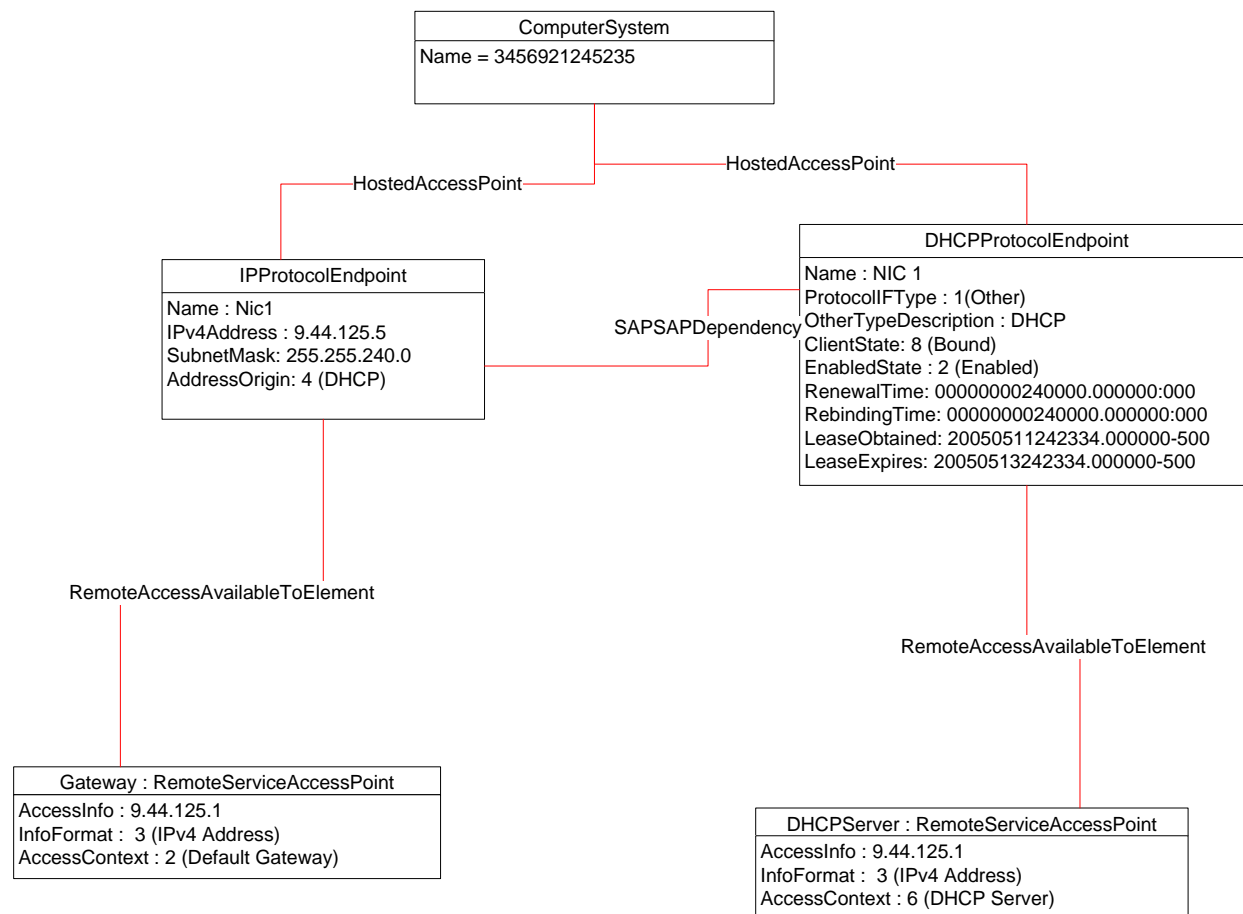 ComputerSystem
Name = 3456921245235
HostedAccessPoint
HostedAccessPoint
IPProtocolEndpoint
Name : Nic1
IPv4Address : 9.44.125.5
SubnetMask: 255.255.240.0
AddressOrigin: 4 (DHCP)
SAPSAPDependency
DHCPProtocolEndpoint
Name : NIC 1
ProtocolIFType : 1(Other)
OtherTypeDescription : DHCP
ClientState: 8 (Bound)
EnabledState : 2 (Enabled)
RenewalTime: 00000000240000.000000:000
RebindingTime: 00000000240000.000000:000
LeaseObtained: 20050511242334.000000-500
LeaseExpires: 20050513242334.000000-500
RemoteAccessAvailableToElement
RemoteAccessAvailableToElement
Gateway : RemoteServiceAccessPoint
AccessInfo : 9.44.125.1
InfoFormat :  3 (IPv4 Address)
AccessContext : 2 (Default Gateway)
DHCPServer : RemoteServiceAccessPoint
AccessInfo : 9.44.125.1
InfoFormat :  3 (IPv4 Address)
AccessContext : 6 (DHCP Server)